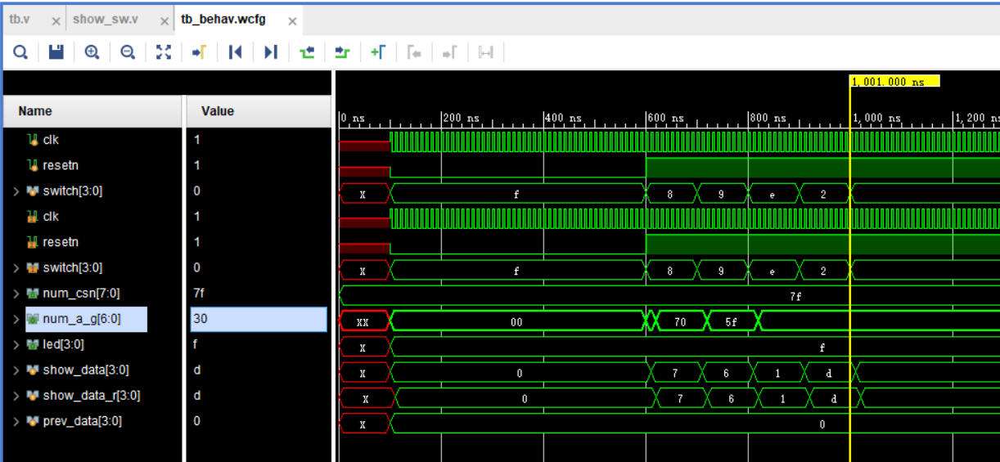 tb.v × show_sw.v × tb_behav.wcfg ×
1,001.000 ns
Name Value
0 ns 200 ns 400 ns 600 ns 800 ns 1,000 ns 1,200 ns
clk 1
resetn 1
switch[3:0] 0 X f 8 9 e 2
clk 1
resetn 1
switch[3:0] 0 X f 8 9 e 2
num_csn[7:0] 7f 7f
num_a_g[6:0] 30 XX 00 70 5f
led[3:0] f X f
show_data[3:0] d X 0 7 6 1 d
show_data_r[3:0] d X 0 7 6 1 d
prev_data[3:0] 0 X 0